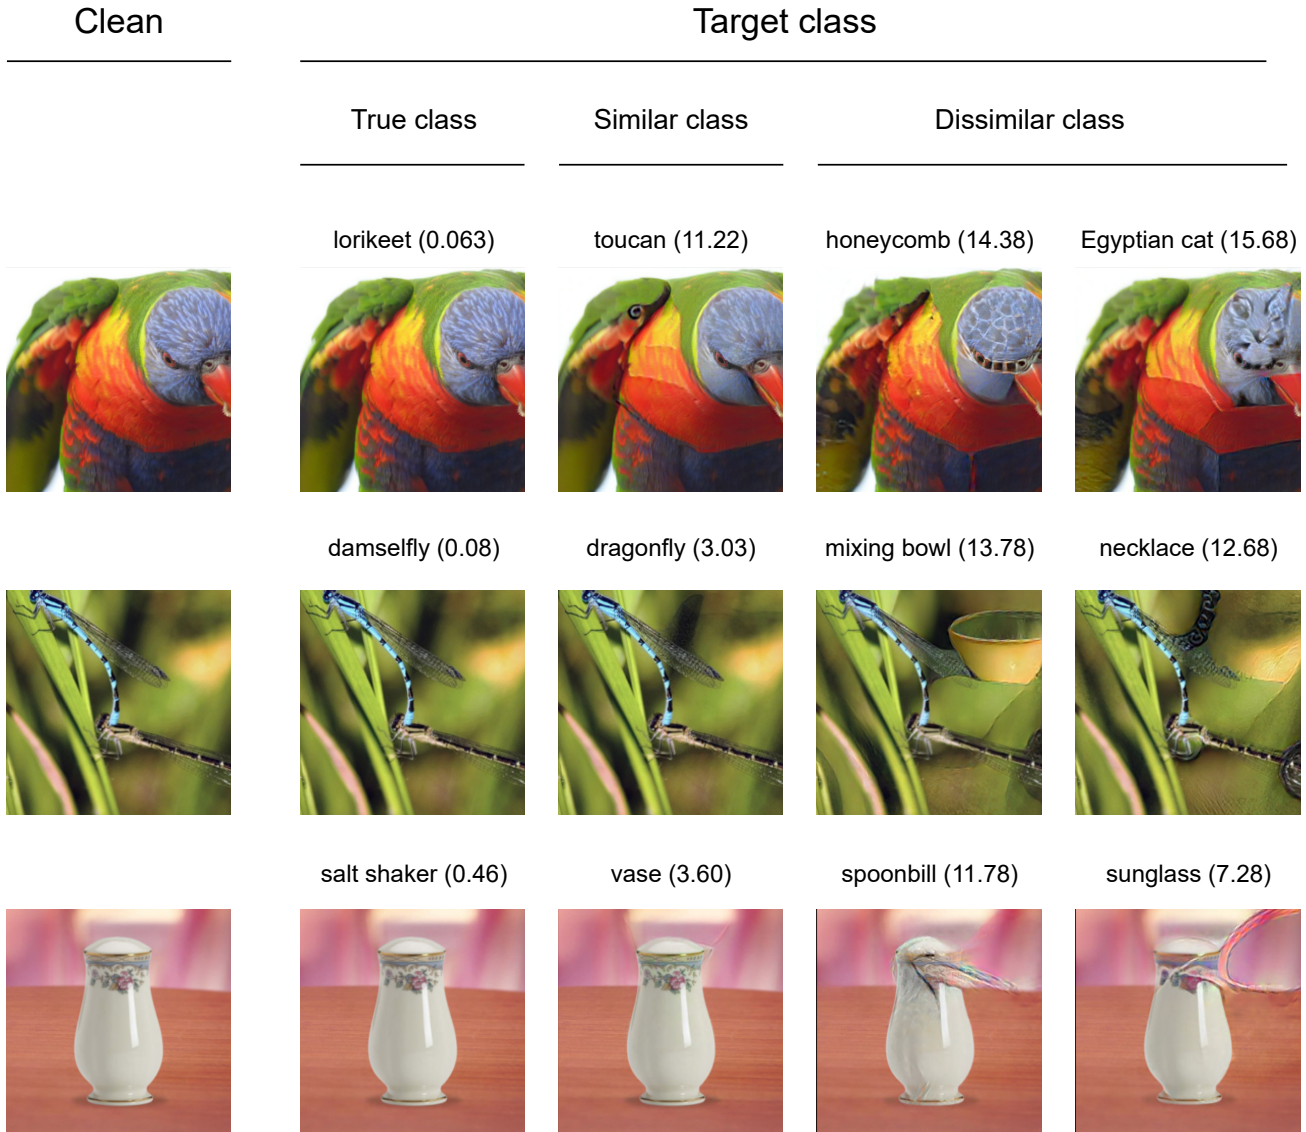 Clean
Target class
True class
Similar class
Dissimilar class
lorikeet (0.063)
toucan (11.22)
honeycomb (14.38)
Egyptian cat (15.68)
damselfly (0.08)
dragonfly (3.03)
mixing bowl (13.78)
necklace (12.68)
salt shaker (0.46)
vase (3.60)
spoonbill (11.78)
sunglass (7.28)